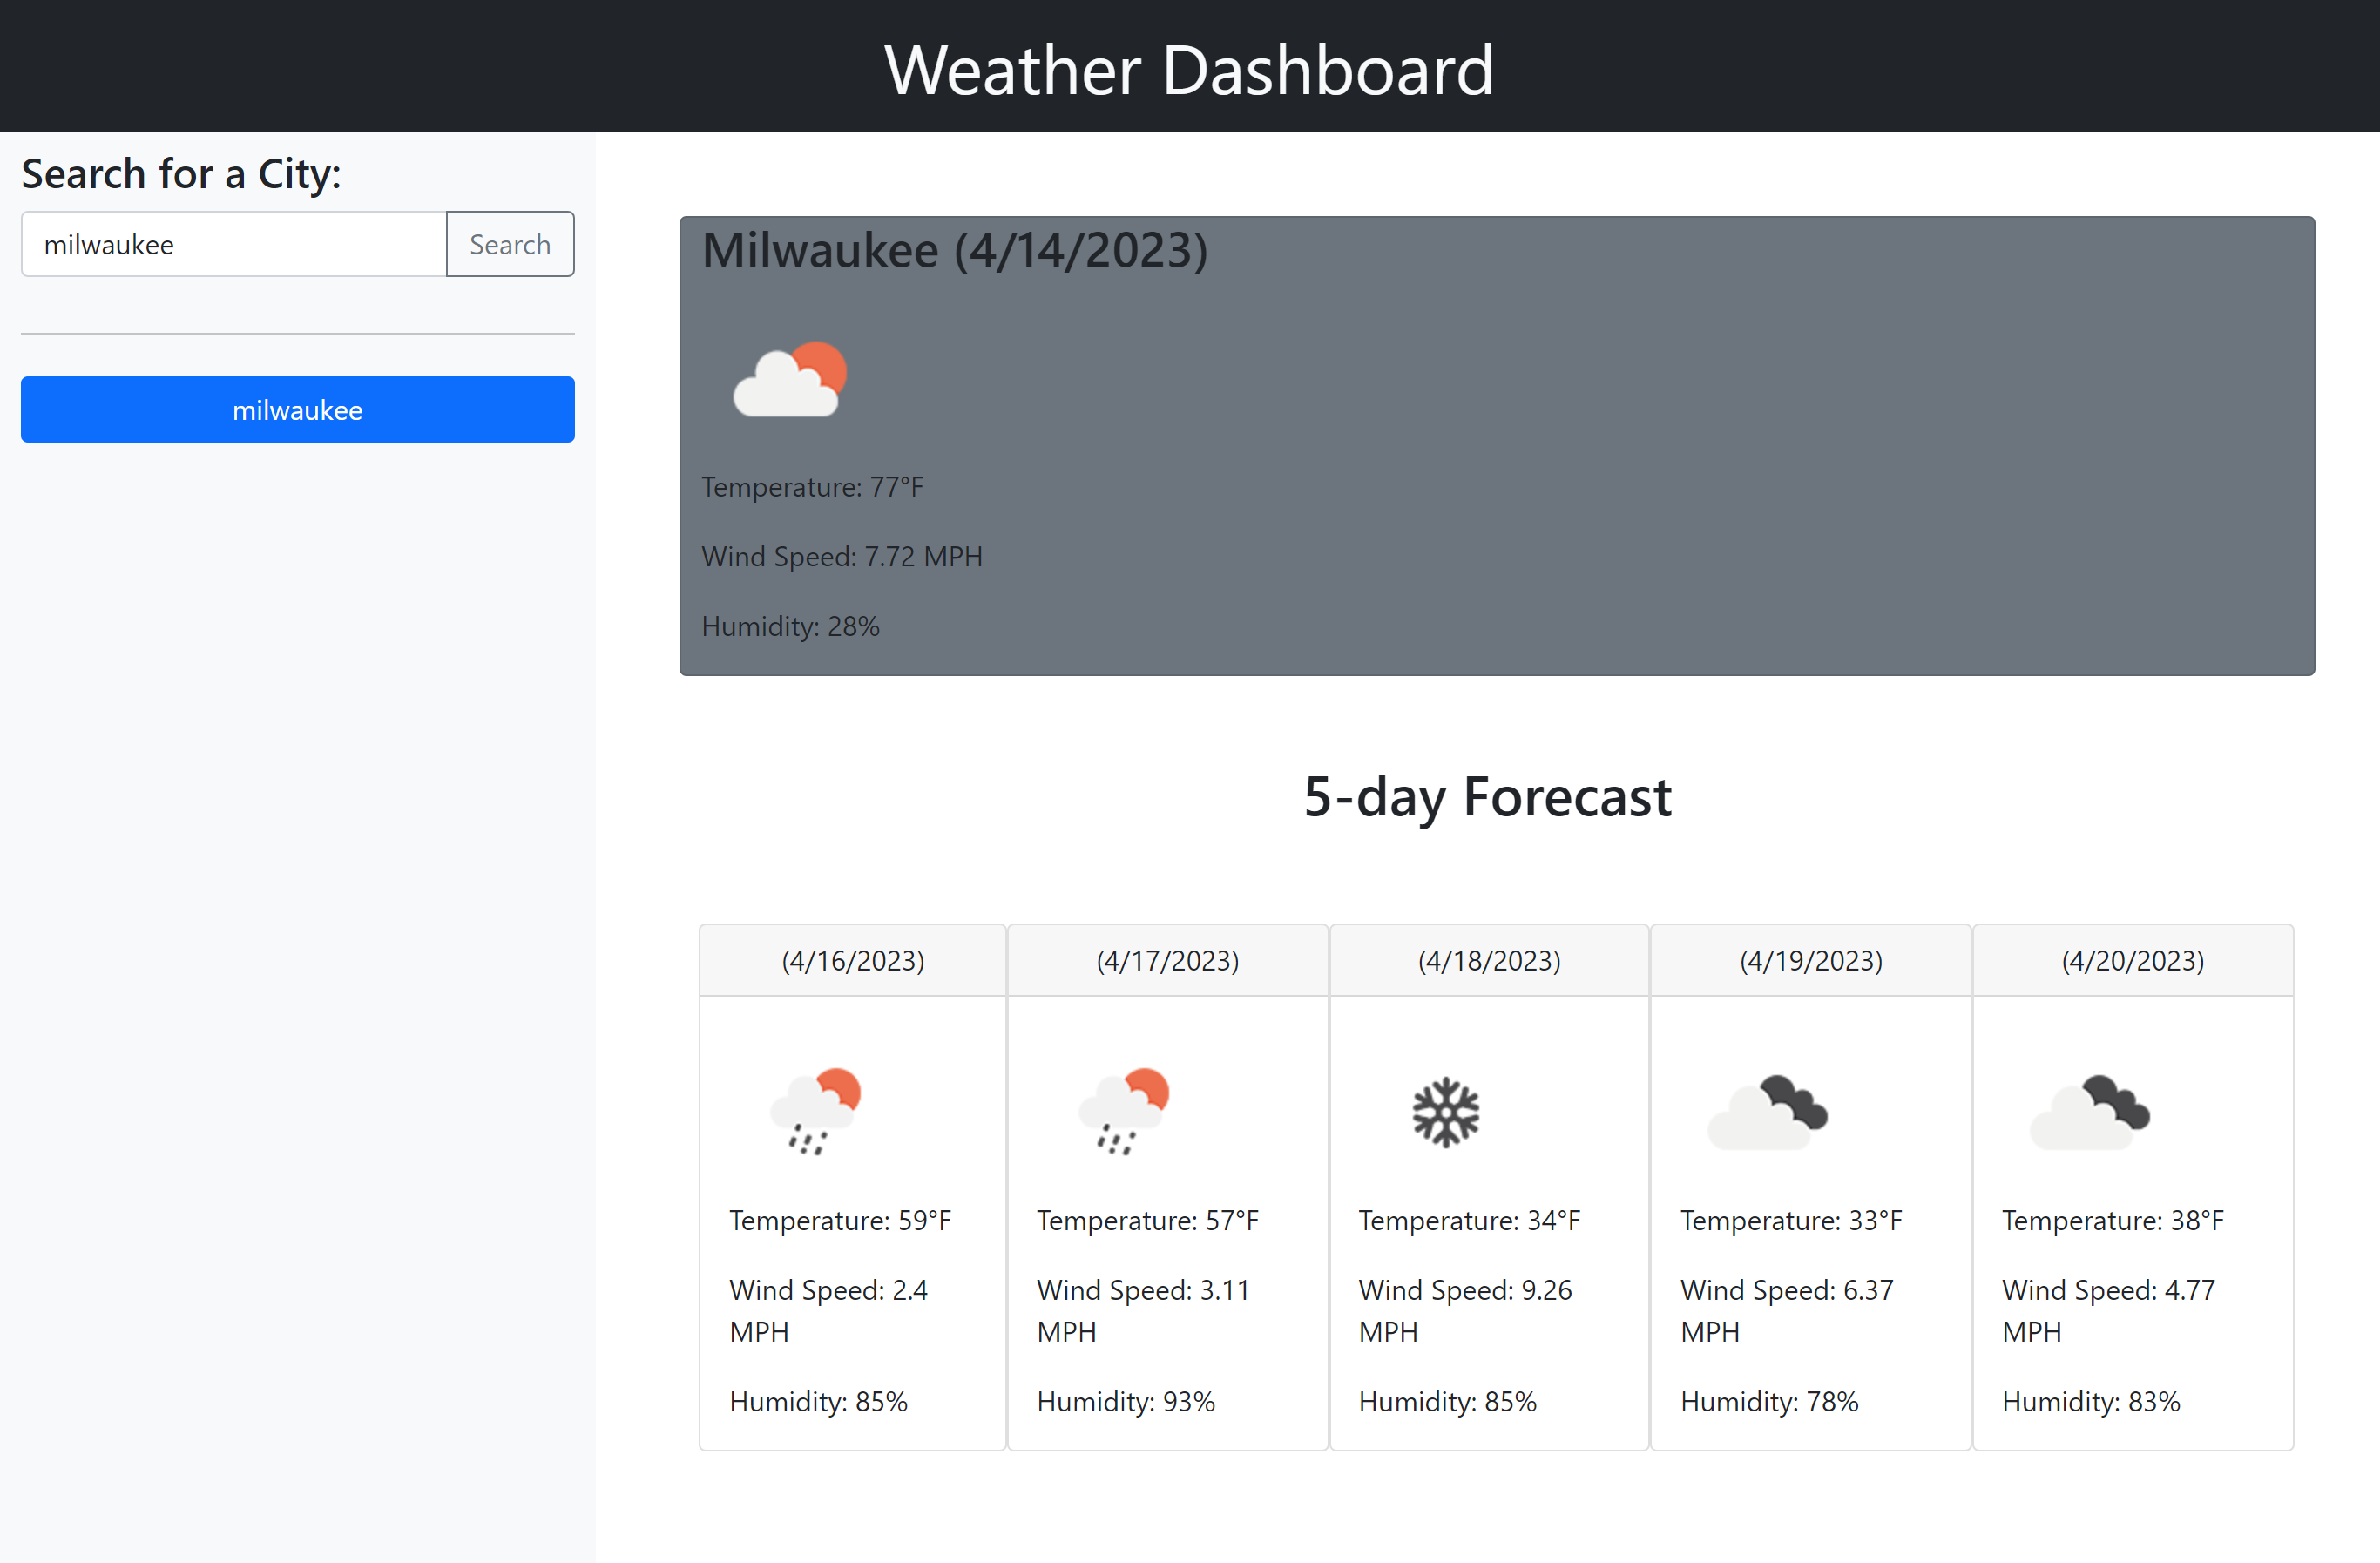 Weather Dashboard
Search for a City:
milwaukee
Search
milwaukee
Milwaukee (4/14/2023)
Temperature: 77°F
Wind Speed: 7.72 MPH
Humidity: 28%
5-day Forecast
(4/16/2023)
Temperature: 59°F
Wind Speed: 2.4
MPH
Humidity: 85%
(4/17/2023)
Temperature: 57°F
Wind Speed: 3.11
MPH
Humidity: 93%
(4/18/2023)
Temperature: 34°F
Wind Speed: 9.26
MPH
Humidity: 85%
(4/19/2023)
Temperature: 33°F
Wind Speed: 6.37
MPH
Humidity: 78%
(4/20/2023)
Temperature: 38°F
Wind Speed: 4.77
MPH
Humidity: 83%